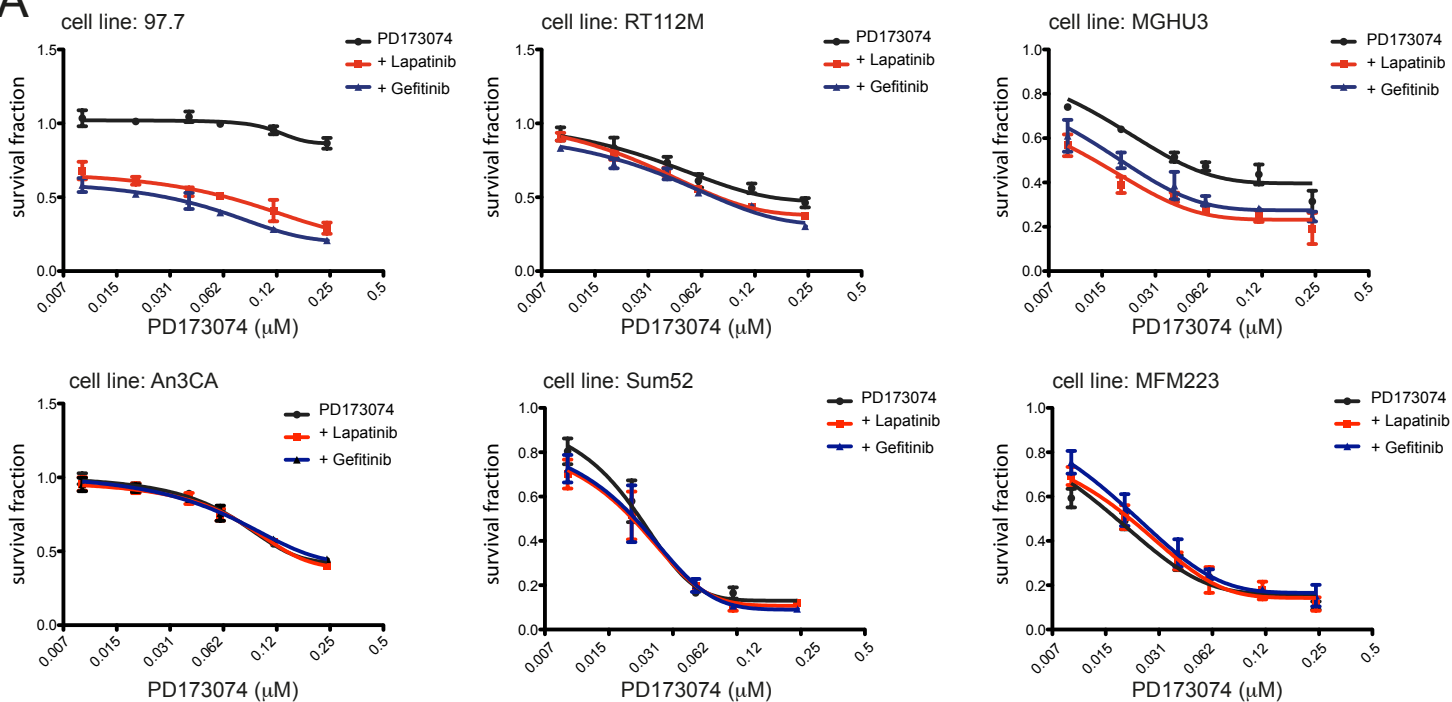 A
cell line: 97.7
1.5
1.0
0.5
0.0
survival fraction
PD173074
+ Lapatinib
+ Gefitinib
0.007 0.015 0.031 0.062 0.12 0.25 0.5
PD173074 (μM)
cell line: RT112M
1.5
1.0
0.5
0.0
survival fraction
PD173074
+ Lapatinib
+ Gefitinib
0.007 0.015 0.031 0.062 0.12 0.25 0.5
PD173074 (μM)
cell line: MGHU3
1.0
0.8
0.6
0.4
0.2
0.0
survival fraction
PD173074
+ Lapatinib
+ Gefitinib
0.007 0.015 0.031 0.062 0.12 0.25 0.5
PD173074 (μM)
cell line: An3CA
1.5
1.0
0.5
0.0
survival fraction
PD173074
+ Lapatinib
+ Gefitinib
0.007 0.015 0.031 0.062 0.12 0.25 0.5
PD173074 (μM)
cell line: Sum52
1.0
0.8
0.6
0.4
0.2
0.0
survival fraction
PD173074
+ Lapatinib
+ Gefitinib
0.007 0.015 0.031 0.062 0.12 0.25
PD173074 (μM)
cell line: MFM223
1.0
0.8
0.6
0.4
0.2
0.0
survival fraction
PD173074
+ Lapatinib
+ Gefitinib
0.007 0.015 0.031 0.062 0.12 0.25 0.5
PD173074 (μM)